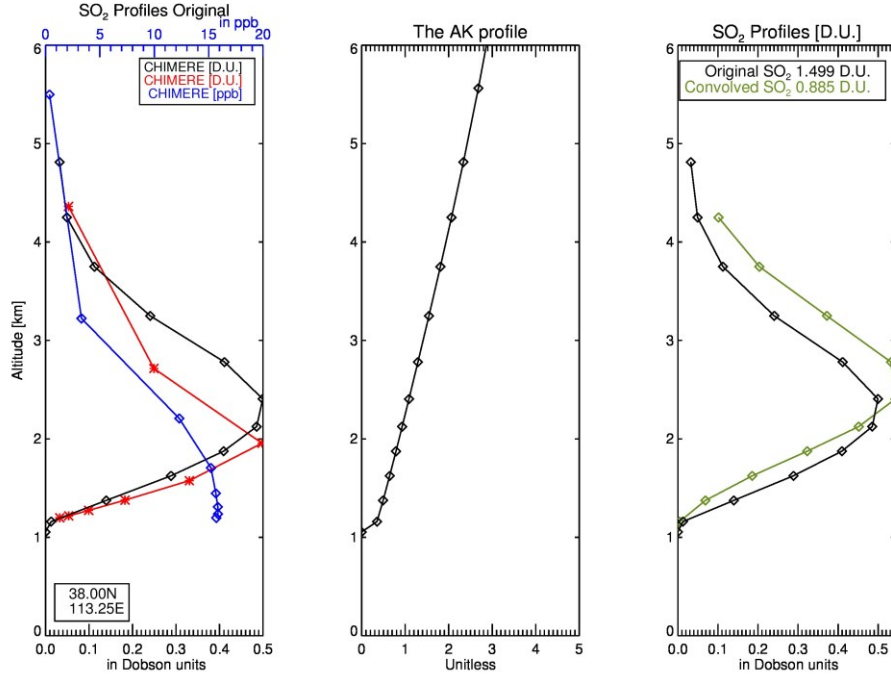 SO₂ Profiles Original
in ppb
0 5 10 15 20
CHIMERE [D.U.]
CHIMERE [D.U.]
CHIMERE [ppb]
Altitude [km]
6
5
4
3
2
1
0
38.00N
113.25E
0.0 0.1 0.2 0.3 0.4 0.5
in Dobson units
The AK profile
6
5
4
3
2
1
0
0 1 2 3 4 5
Unitless
SO₂ Profiles [D.U.]
Original SO₂ 1.499 D.U.
Convolved SO₂ 0.885 D.U.
6
5
4
3
2
1
0
0.0 0.1 0.2 0.3 0.4 0.5
in Dobson units